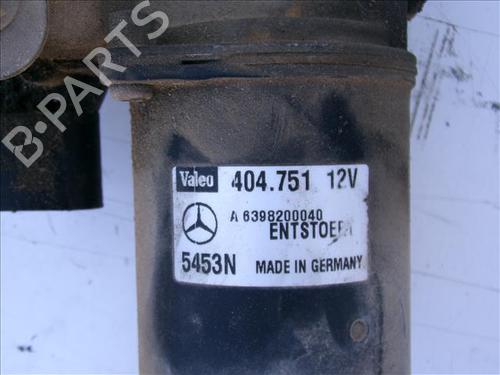 B-PARTS
Valeo 404.751 12V
A 6398200040
ENTSTOERT
5453N MADE IN GERMANY